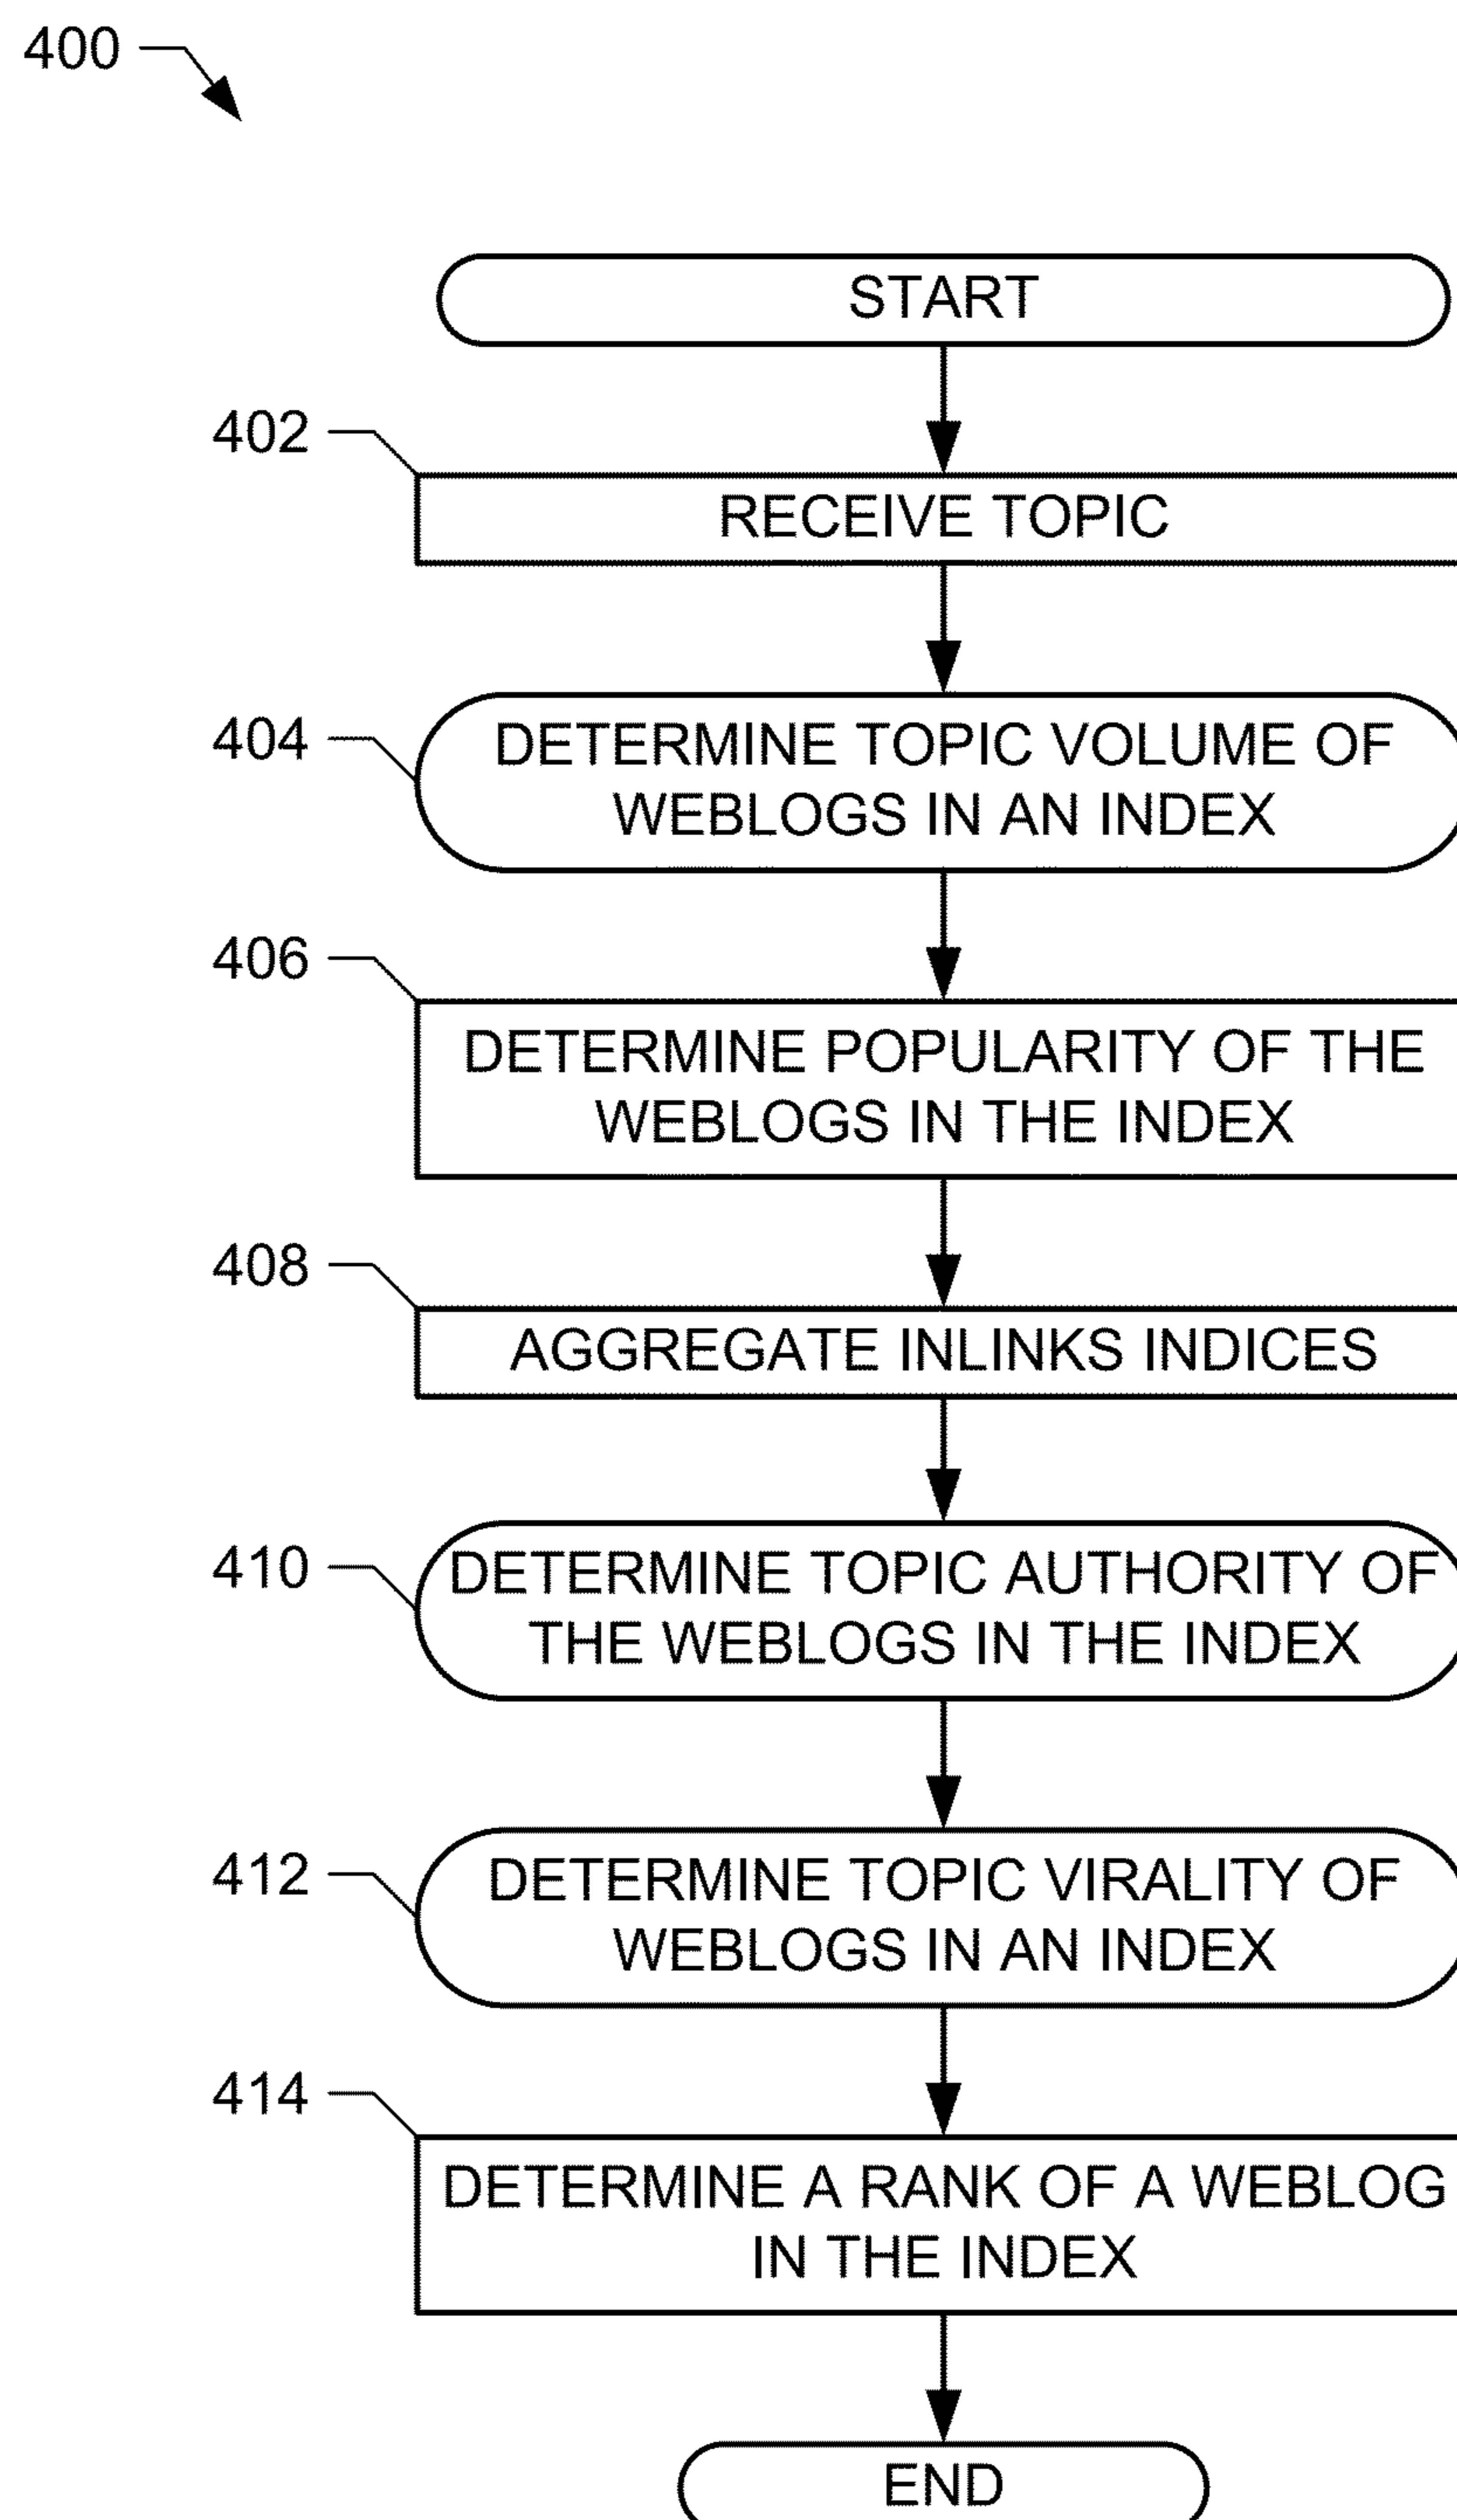 400
START
402
RECEIVE TOPIC
404
DETERMINE TOPIC VOLUME OF
WEBLOGS IN AN INDEX
406
DETERMINE POPULARITY OF THE
WEBLOGS IN THE INDEX
408
AGGREGATE INLINKS INDICES
410
DETERMINE TOPIC AUTHORITY OF
THE WEBLOGS IN THE INDEX
412
DETERMINE TOPIC VIRALITY OF
WEBLOGS IN AN INDEX
414
DETERMINE A RANK OF A WEBLOG
IN THE INDEX
END